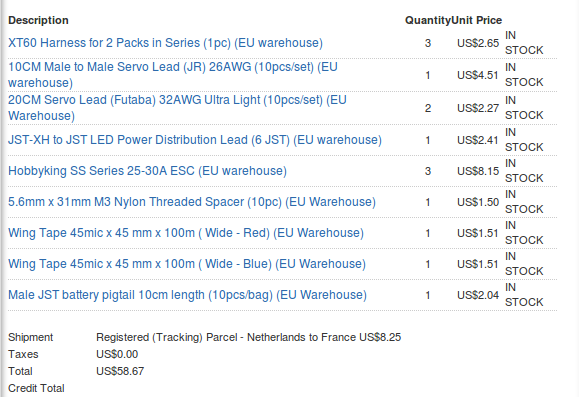 Description QuantityUnit Price
XT60 Harness for 2 Packs in Series (1pc) (EU warehouse) 3 US$2.65 IN STOCK
10CM Male to Male Servo Lead (JR) 26AWG (10pcs/set) (EU
warehouse) 1 US$4.51 IN STOCK
20CM Servo Lead (Futaba) 32AWG Ultra Light (10pcs/set) (EU
Warehouse) 2 US$2.27 IN STOCK
JST-XH to JST LED Power Distribution Lead (6 JST) (EU warehouse) 1 US$2.41 IN STOCK
Hobbyking SS Series 25-30A ESC (EU warehouse) 3 US$8.15 IN STOCK
5.6mm x 31mm M3 Nylon Threaded Spacer (10pc) (EU Warehouse) 1 US$1.50 IN STOCK
Wing Tape 45mic x 45 mm x 100m ( Wide - Red) (EU Warehouse) 1 US$1.51 IN STOCK
Wing Tape 45mic x 45 mm x 100m ( Wide - Blue) (EU Warehouse) 1 US$1.51 IN STOCK
Male JST battery pigtail 10cm length (10pcs/bag) (EU Warehouse) 1 US$2.04 IN STOCK
Shipment Registered (Tracking) Parcel - Netherlands to France US$8.25
Taxes US$0.00
Total US$58.67
Credit Total